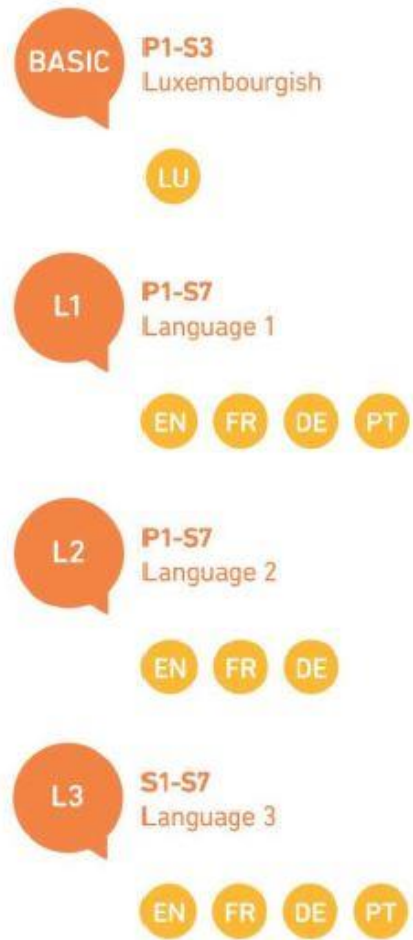 BASIC
P1-S3
Luxembourgish
LU
L1
P1-S7
Language 1
EN FR DE PT
L2
P1-S7
Language 2
EN FR DE
L3
S1-S7
Language 3
EN FR DE PT